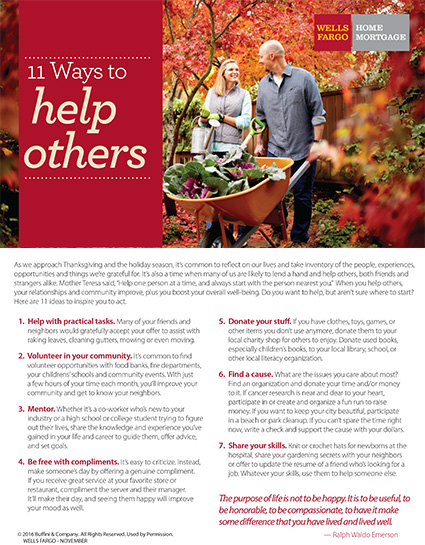 WELLS
FARGO
HOME
MORTGAGE
11 Ways to
help
others
As we approach Thanksgiving and the holiday season, it's common to reflect on our lives and take inventory of the people, experiences,
opportunities and things we're grateful for. It's also a time when many of us are likely to lend a hand and help others, both friends and
strangers alike. Mother Teresa said, "Help one person at a time, and always start with the person nearest you." When you help others,
your relationships and community improve, plus you boost your overall well-being. Do you want to help, but aren't sure where to start?
Here are 11 ideas to inspire you to act.
1. Help with practical tasks. Many of your friends and
neighbors would gratefully accept your offer to assist with
raking leaves, cleaning gutters, mowing or even moving.
2. Volunteer in your community. It's common to find
volunteer opportunities with food banks, fire departments,
your childrens' schools and community events. With just
a few hours of your time each month, you'll improve your
community and get to know your neighbors.
3. Mentor. Whether it's a co-worker who's new to your
industry or a high school or college student trying to figure
out their lives, share the knowledge and experience you've
gained in your life and career to guide them, offer advice,
and set goals.
4. Be free with compliments. It's easy to criticize. Instead,
make someone's day by offering a genuine compliment.
If you receive great service at your favorite store or
restaurant, compliment the server and their manager.
It'll make their day, and seeing them happy will improve
your mood as well.
5. Donate your stuff. If you have clothes, toys, games, or
other items you don't use anymore, donate them to your
local charity shop for others to enjoy. Donate used books,
especially children's books, to your local library, school, or
other local literacy organization.
6. Find a cause. What are the issues you care about most?
Find an organization and donate your time and/or money
to it. If cancer research is near and dear to your heart,
participate in or create and organize a fun run to raise
money. If you want to keep your city beautiful, participate
in a beach or park cleanup. If you can't spare the time right
now, write a check and support the cause with your dollars.
7. Share your skills. Knit or crochet hats for newborns at the
hospital, share your gardening secrets with your neighbors
or offer to update the resume of a friend who's looking for a
job. Whatever your skills, use them to help someone else.
The purpose of life is not to be happy. It is to be useful, to
be honorable, to be compassionate, to have it make
some difference that you have lived and lived well.
— Ralph Waldo Emerson
© 2016 Buffini & Company. All Rights Reserved. Used by Permission.
WELLS FARGO - NOVEMBER